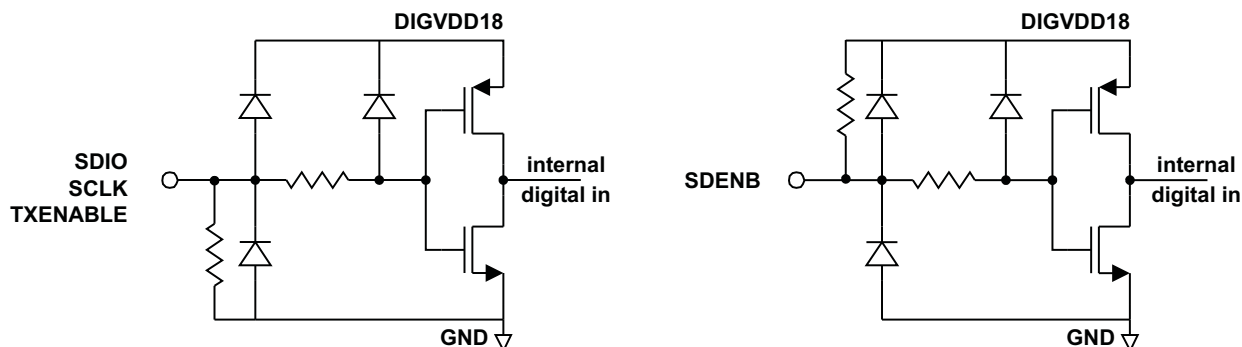 DIGVDD18
SDIO
SCLK
TXENABLE
internal
digital in
GND
DIGVDD18
SDENB
internal
digital in
GND